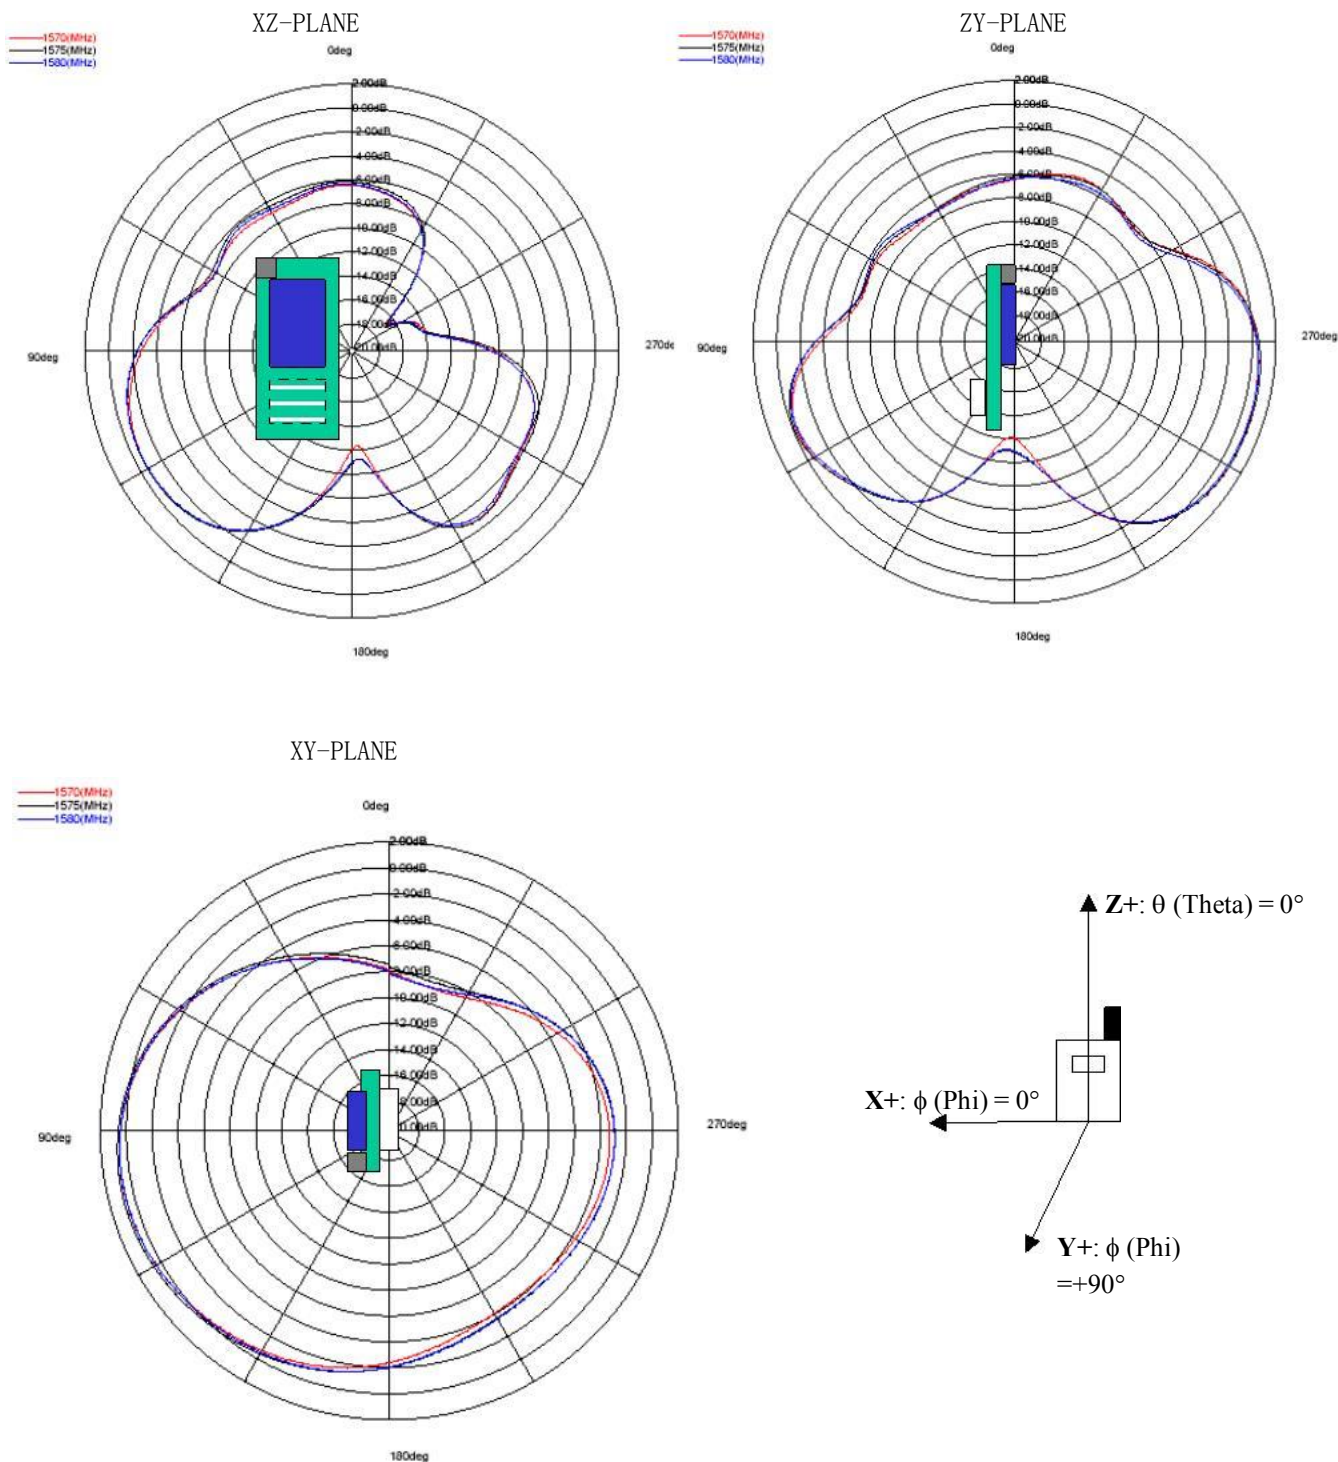 XZ-PLANE
1570(MHz)
1575(MHz)
1580(MHz)
0deg
2.00dB
0.00dB
-2.00dB
-4.00dB
-6.00dB
-8.00dB
-10.00dB
-12.00dB
-14.00dB
-16.00dB
-18.00dB
-20.00dB
90deg
270de
180deg
ZY-PLANE
1570(MHz)
1575(MHz)
1580(MHz)
0deg
2.00dB
0.00dB
-2.00dB
-4.00dB
-6.00dB
-8.00dB
-10.00dB
-12.00dB
-14.00dB
-16.00dB
-18.00dB
-20.00dB
90deg
270deg
180deg
XY-PLANE
1570(MHz)
1575(MHz)
1580(MHz)
0deg
2.00dB
0.00dB
-2.00dB
-4.00dB
-6.00dB
-8.00dB
-10.00dB
-12.00dB
-14.00dB
-16.00dB
90deg
270deg
180deg
Z+: θ (Theta) = 0°
X+: ϕ (Phi) = 0°
Y+: ϕ (Phi)
=+90°